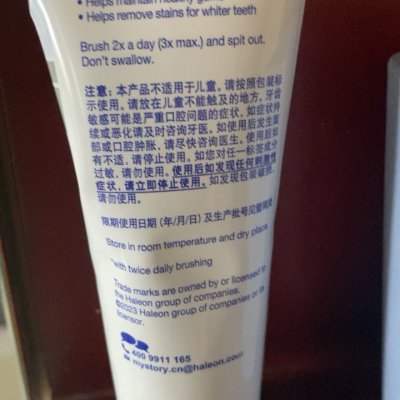 • Helps maintain healthy gums
• Helps remove stains for whiter teeth
Brush 2x a day (3x max.) and spit out.
Don't swallow.
注意：本产品不适用于儿童。请按照包装标
示使用。请放在儿童不能触及的地方。牙齿
敏感可能是严重口腔问题的症状，如症状持
续或恶化请及时咨询牙医。如使用后发生面
部或口腔肿胀，请尽快咨询医生。使用后如
有不适，请停止使用。如您对任一标签成分
过敏，请勿使用。使用后如发现任何刺激性
症状，请立即停止使用。如发现包装破损，
请勿使用。
限期使用日期（年/月/日）及生产批号见管尾处
Store in room temperature and dry place.
*with twice daily brushing
Trade marks are owned by or licensed to
the Haleon group of companies.
©2023 Haleon group of companies or its
licensor.
400 9911 165
mystory.cn@haleon.com